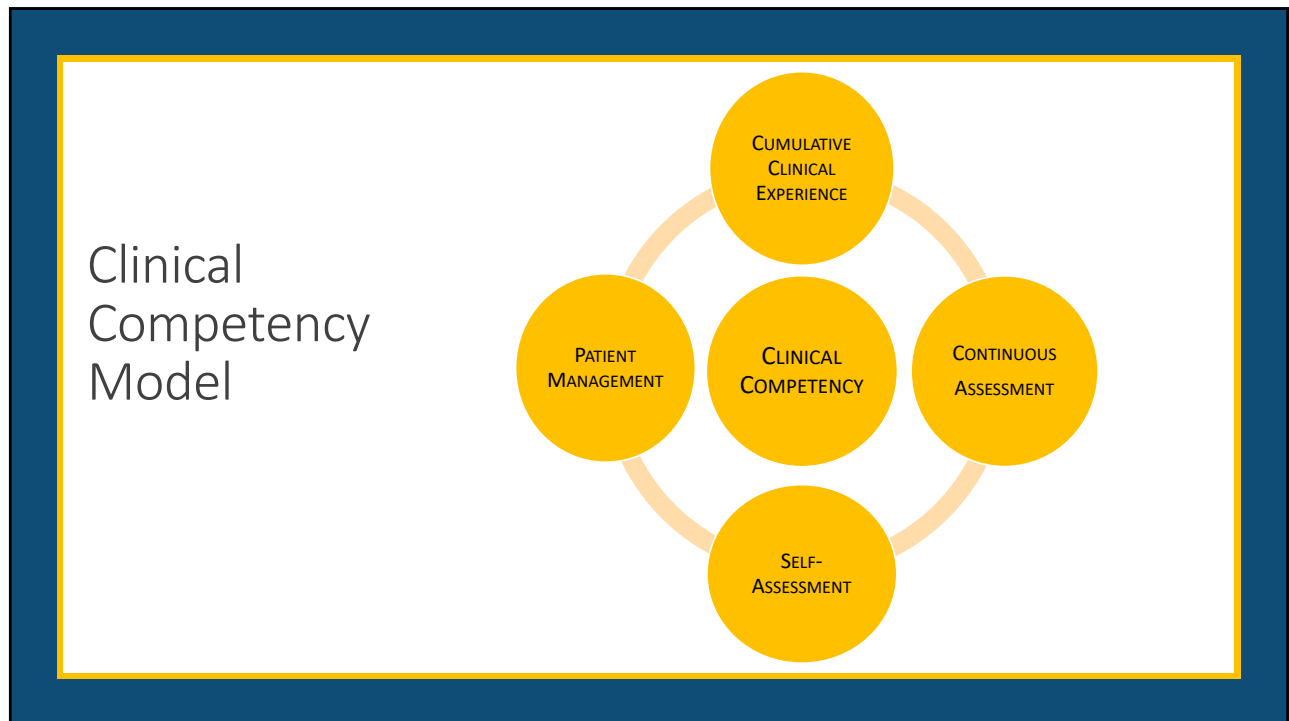 Clinical
Competency
Model
CUMULATIVE
CLINICAL
EXPERIENCE
PATIENT
MANAGEMENT
CLINICAL
COMPETENCY
CONTINUOUS
ASSESSMENT
SELF-
ASSESSMENT